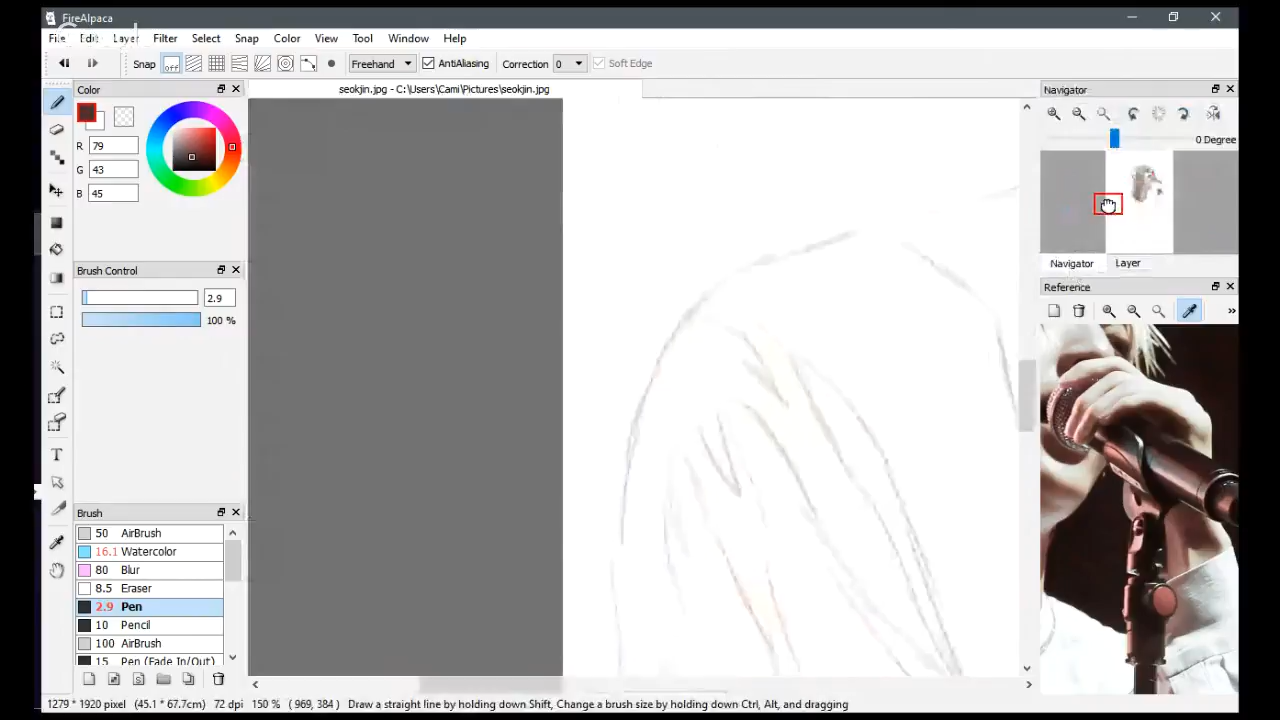 FireAlpaca
Google
File Edit Layer Filter Select Snap Color View Tool Window Help
Snap off Freehand AntiAliasing Correction 0 Soft Edge
Color
seokjin.jpg - C:\Users\Cami\Pictures\seokjin.jpg
Navigator
R 79
G 43
B 45
0 Degree
Navigator Layer
Brush Control
2.9
100 %
Reference
»
Brush
50 AirBrush
16.1 Watercolor
80 Blur
8.5 Eraser
2.9 Pen
10 Pencil
100 AirBrush
15 Pen (Fade In/Out)
T
1279 * 1920 pixel (45.1 * 67.7cm) 72 dpi 150 % ( 969, 384 ) Draw a straight line by holding down Shift, Change a brush size by holding down Ctrl, Alt, and dragging